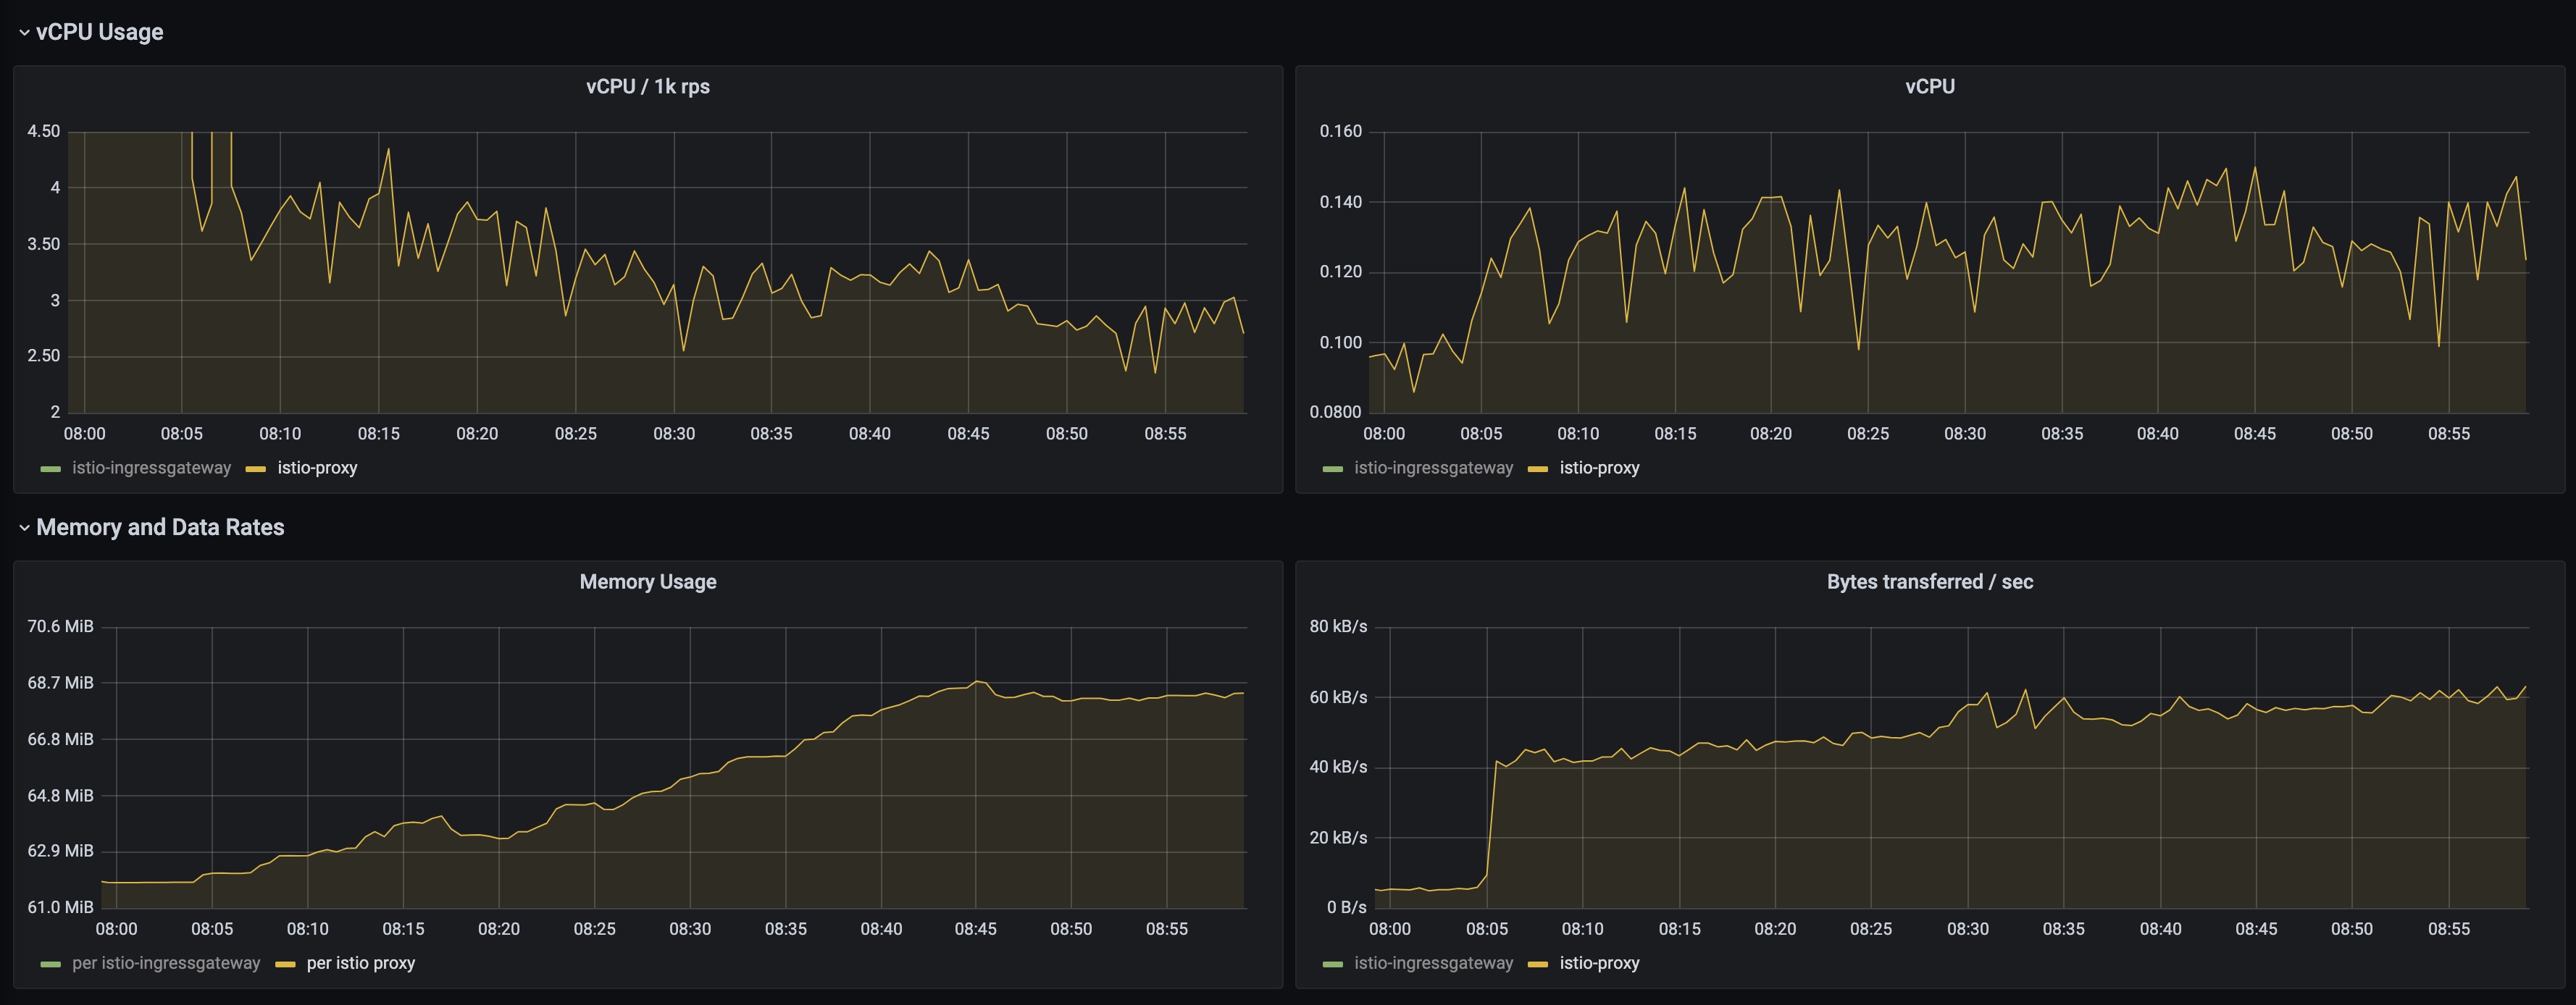 vCPU Usage
vCPU / 1k rps
4.50
4
3.50
3
2.50
2
08:00 08:05 08:10 08:15 08:20 08:25 08:30 08:35 08:40 08:45 08:50 08:55
istio-ingressgateway istio-proxy
vCPU
0.160
0.140
0.120
0.100
0.0800
08:00 08:05 08:10 08:15 08:20 08:25 08:30 08:35 08:40 08:45 08:50 08:55
istio-ingressgateway istio-proxy
Memory and Data Rates
Memory Usage
70.6 MiB
68.7 MiB
66.8 MiB
64.8 MiB
62.9 MiB
61.0 MiB
08:00 08:05 08:10 08:15 08:20 08:25 08:30 08:35 08:40 08:45 08:50 08:55
per istio-ingressgateway per istio proxy
Bytes transferred / sec
80 kB/s
60 kB/s
40 kB/s
20 kB/s
0 B/s
08:00 08:05 08:10 08:15 08:20 08:25 08:30 08:35 08:40 08:45 08:50 08:55
istio-ingressgateway istio-proxy